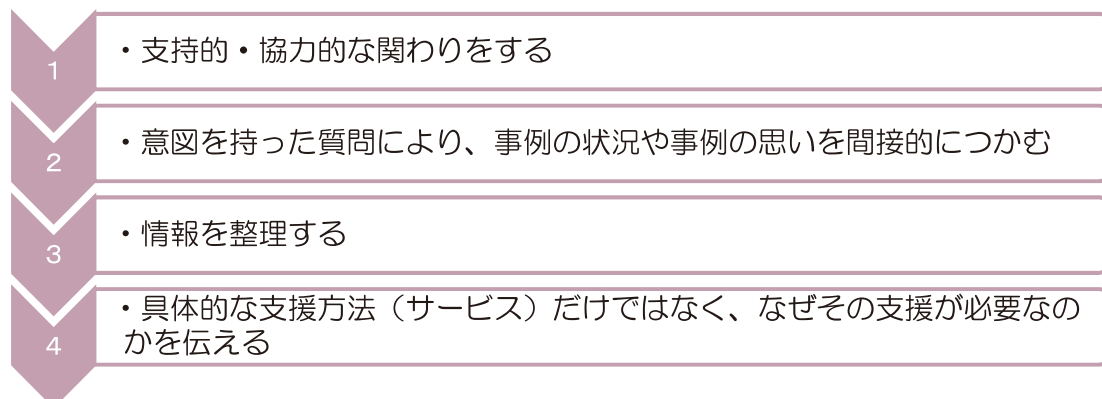 1
・支持的・協力的な関わりをする
2
・意図を持った質問により、事例の状況や事例の思いを間接的につかむ
3
・情報を整理する
4
・具体的な支援方法（サービス）だけではなく、なぜその支援が必要なの
かを伝える